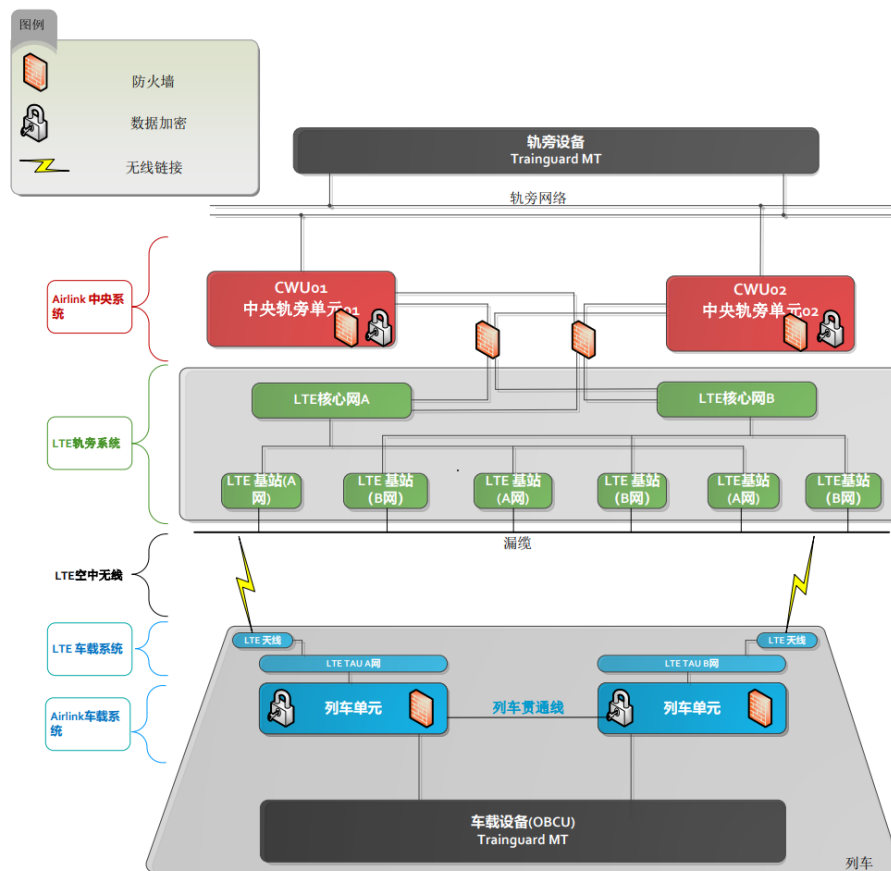 图例
防火墙
数据加密
无线链接
轨旁设备
Trainguard MT
轨旁网络
Airlink 中央系
统
CWU01
中央轨旁单元01
CWU02
中央轨旁单元02
LTE轨旁系统
LTE核心网A
LTE核心网B
LTE 基站(A
网)
LTE 基站
（B网）
LTE 基站
(A网)
LTE 基站
（B网）
LTE基站
(A网)
LTE 基站
（B网）
漏缆
LTE空中无线
LTE 车载系统
LTE 天线
LTE 天线
LTE TAU A网
LTE TAU B网
Airlink车载系
统
列车单元
列车贯通线
列车单元
车载设备(OBCU)
Trainguard MT
列车